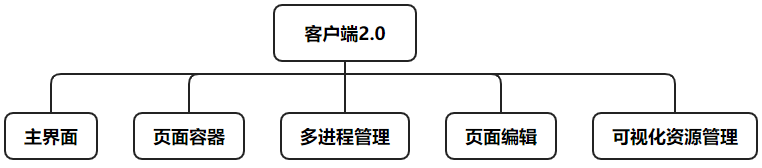 客户端2.0
主界面
页面容器
多进程管理
页面编辑
可视化资源管理